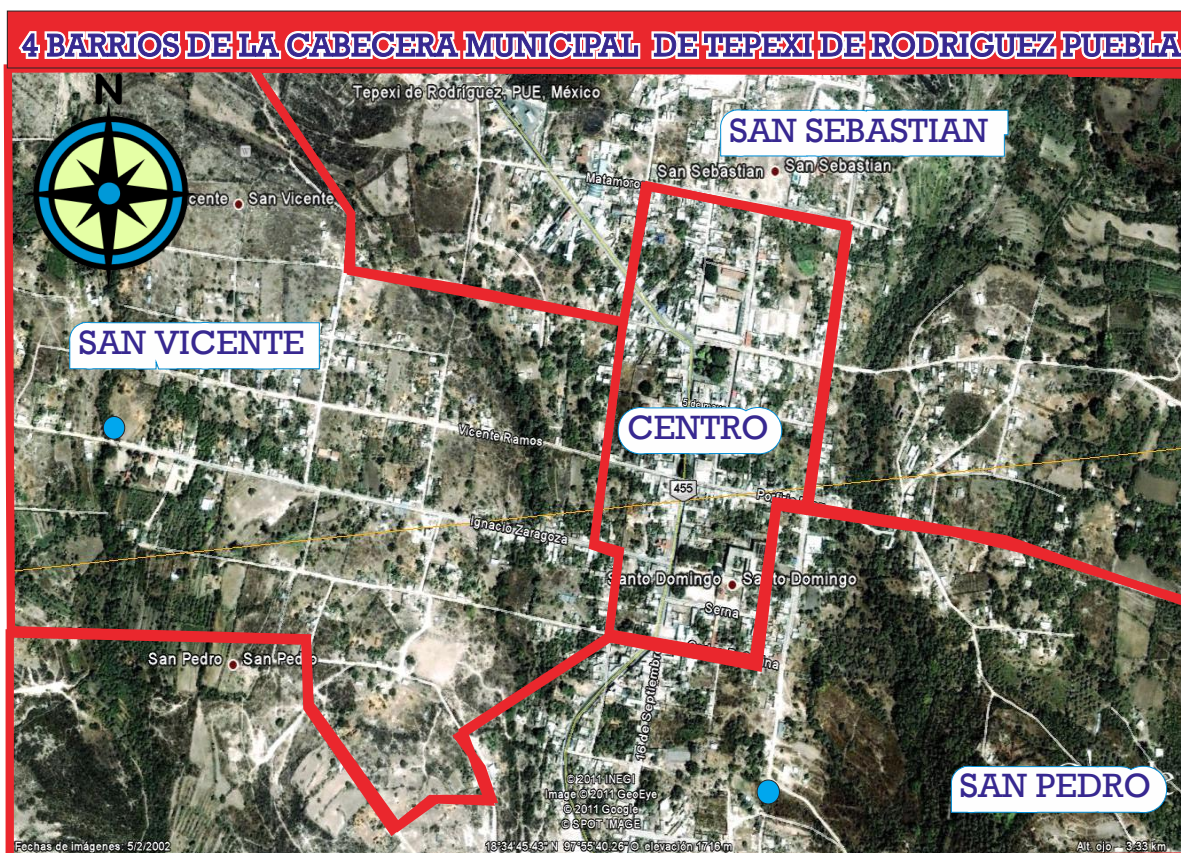 4 BARRIOS DE LA CABECERA MUNICIPAL DE TEPEXI DE RODRIGUEZ PUEBLA
N
Tepexi de Rodríguez, PUE, México
SAN SEBASTIAN
San Sebastian San Sebastian
Matamoro
San Vicente
SAN VICENTE
5 de
CENTRO
Vicente Ramos
455
Ignacio Zaragoza
Santo Domingo Santo Domingo
Serna
San Pedro San Pedro
16 de Septiembre
SAN PEDRO
© 2011 INEGI
Image © 2011 GeoEye
© 2011 Google
© SPOT IMAGE
Fechas de imágenes: 5/2/2002
18°34'45.43" N 97°55'40.26" O elevación 1716 m
Alt. ojo 3.33 km